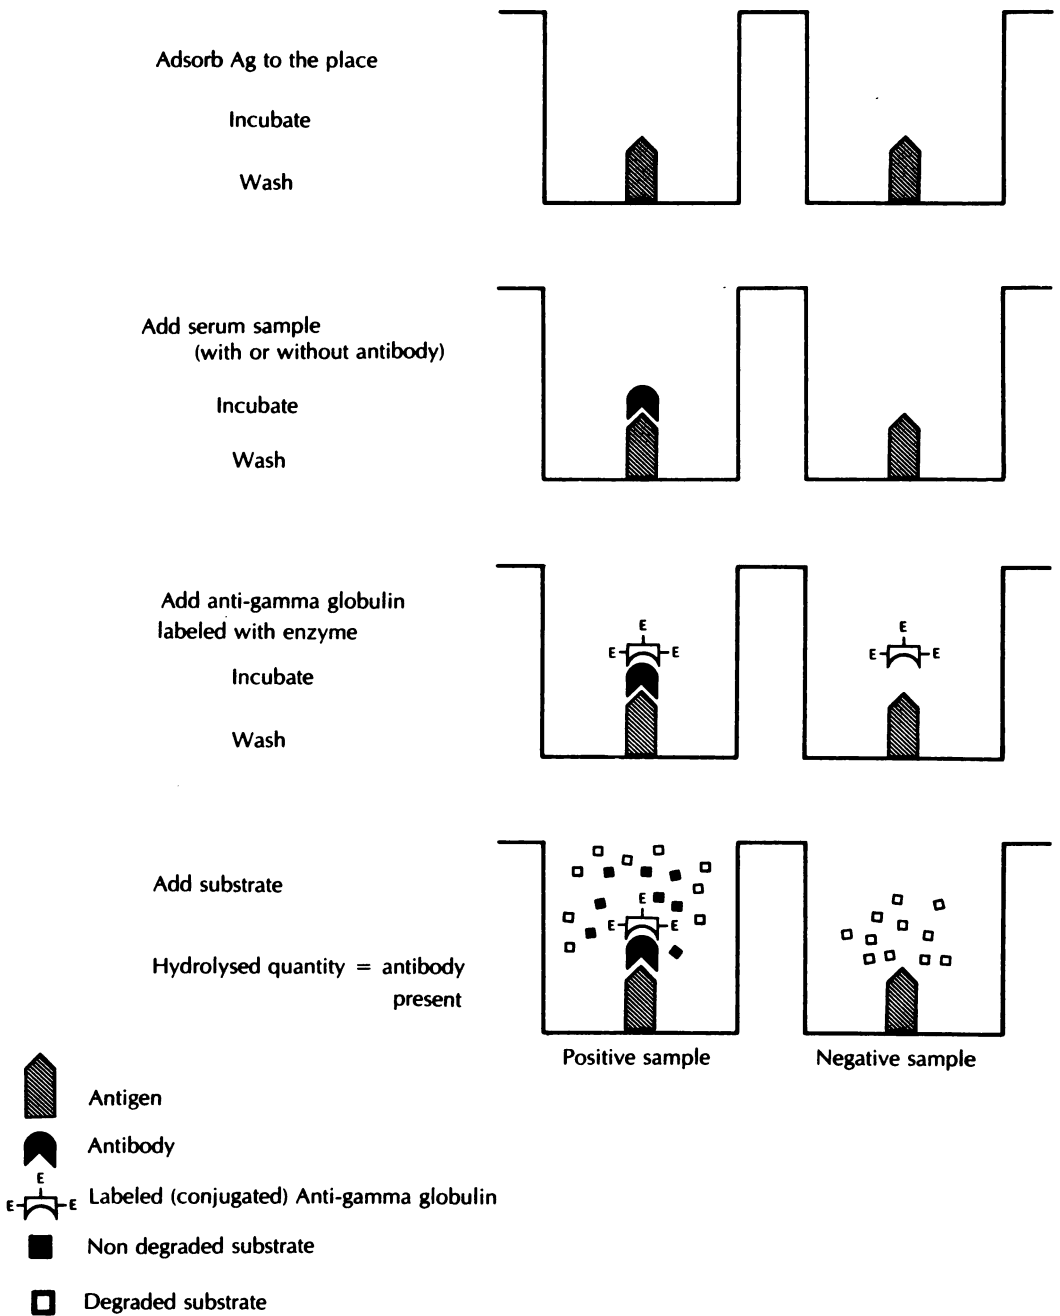 Adsorb Ag to the place
Incubate
Wash
Add serum sample
(with or without antibody)
Incubate
Wash
Add anti-gamma globulin
labeled with enzyme
Incubate
Wash
E
E E
E
E E
Add substrate
Hydrolysed quantity = antibody
present
E
E E
Positive sample
Negative sample
Antigen
Antibody
E
E E
Labeled (conjugated) Anti-gamma globulin
Non degraded substrate
Degraded substrate